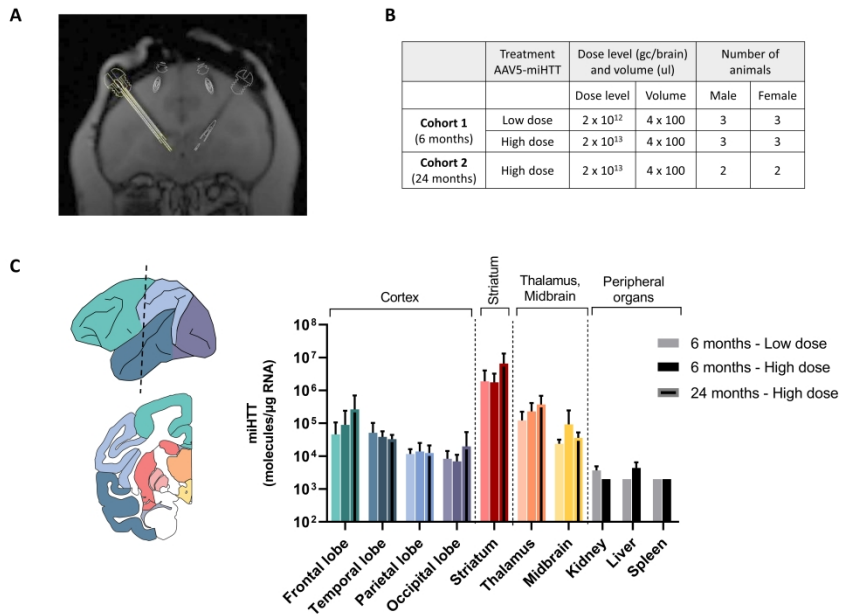 A
B
Treatment AAV5-miHTT
Dose level (gc/brain) and volume (ul)
Number of animals
Dose level
Volume
Male
Female
Cohort 1 (6 months)
Low dose
2 x 10¹²
4 x 100
3
3
High dose
2 x 10¹³
4 x 100
3
3
Cohort 2 (24 months)
High dose
2 x 10¹³
4 x 100
2
2
C
Cortex
Striatum
Thalamus, Midbrain
Peripheral organs
miHTT
(molecules/µg RNA)
10⁸
10⁷
10⁶
10⁵
10⁴
10³
10²
6 months - Low dose
6 months - High dose
24 months - High dose
Frontal lobe
Temporal lobe
Parietal lobe
Occipital lobe
Striatum
Thalamus
Midbrain
Kidney
Liver
Spleen